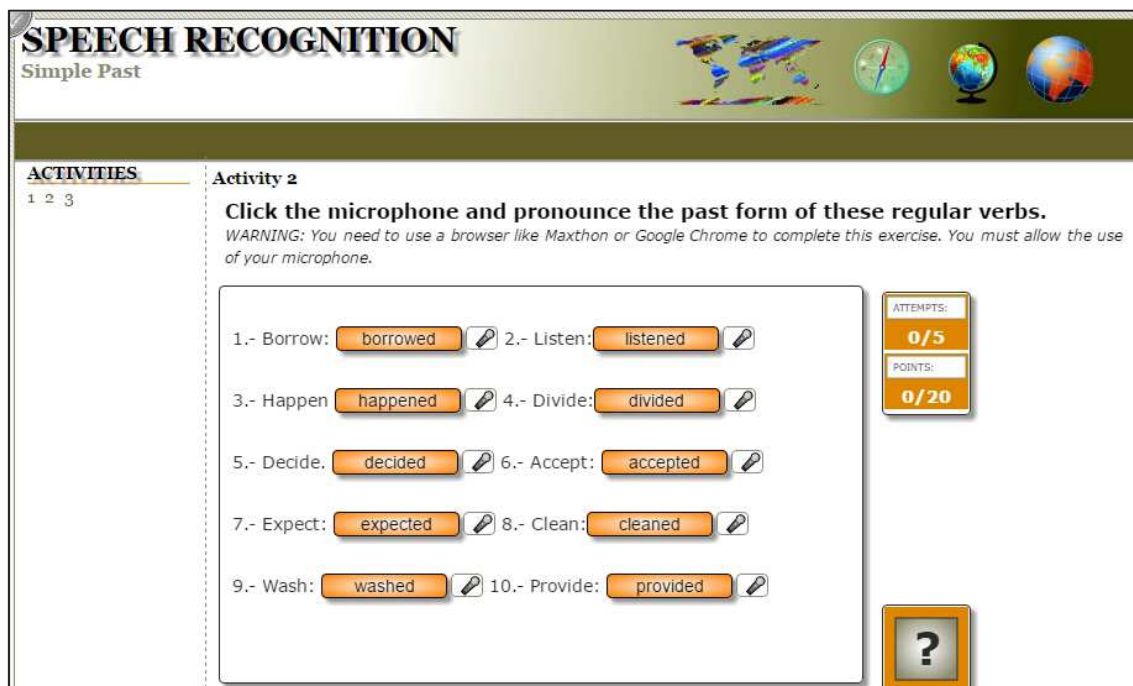 SPEECH RECOGNITION
Simple Past
ACTIVITIES
1 2 3
Activity 2
Click the microphone and pronounce the past form of these regular verbs.
WARNING: You need to use a browser like Maxthon or Google Chrome to complete this exercise. You must allow the use
of your microphone.
1.- Borrow: borrowed 2.- Listen: listened
3.- Happen happened 4.- Divide: divided
5.- Decide. decided 6.- Accept: accepted
7.- Expect: expected 8.- Clean: cleaned
9.- Wash: washed 10.- Provide: provided
ATTEMPTS:
0/5
POINTS:
0/20
?